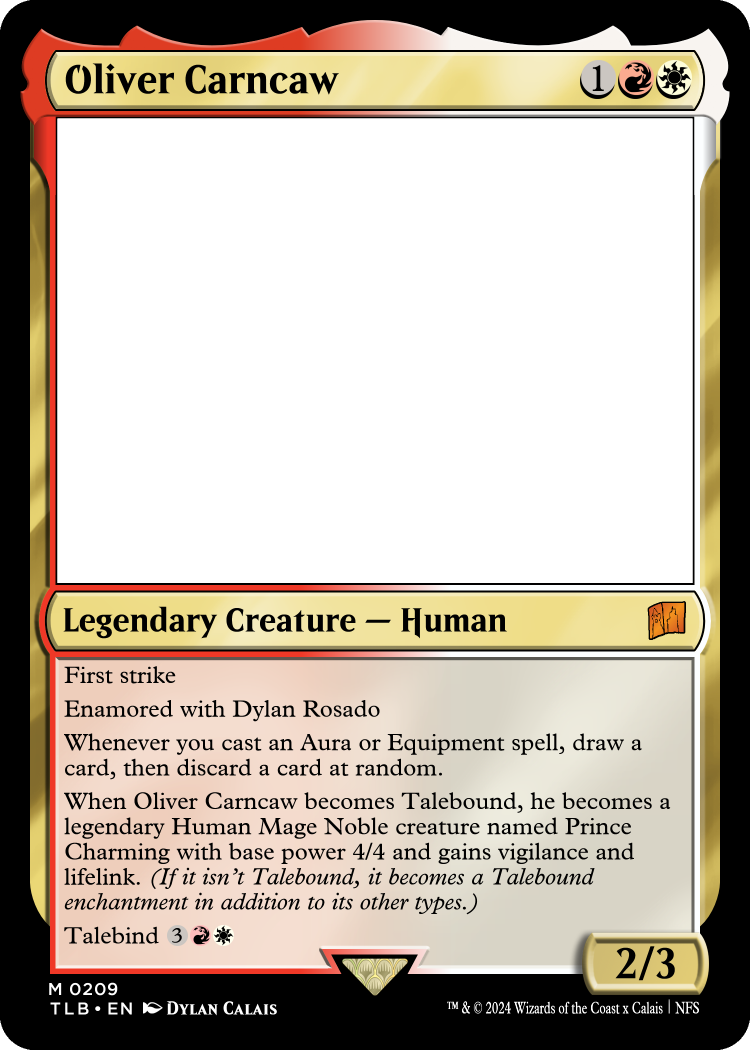 Oliver Carncaw 1
Legendary Creature — Human
First strike
Enamored with Dylan Rosado
Whenever you cast an Aura or Equipment spell, draw a
card, then discard a card at random.
When Oliver Carncaw becomes Talebound, he becomes a
legendary Human Mage Noble creature named Prince
Charming with base power 4/4 and gains vigilance and
lifelink. (If it isn't Talebound, it becomes a Talebound
enchantment in addition to its other types.)
Talebind 3
2/3
M 0209
TLB • EN Dylan Calais
™ & © 2024 Wizards of the Coast x Calais | NFS